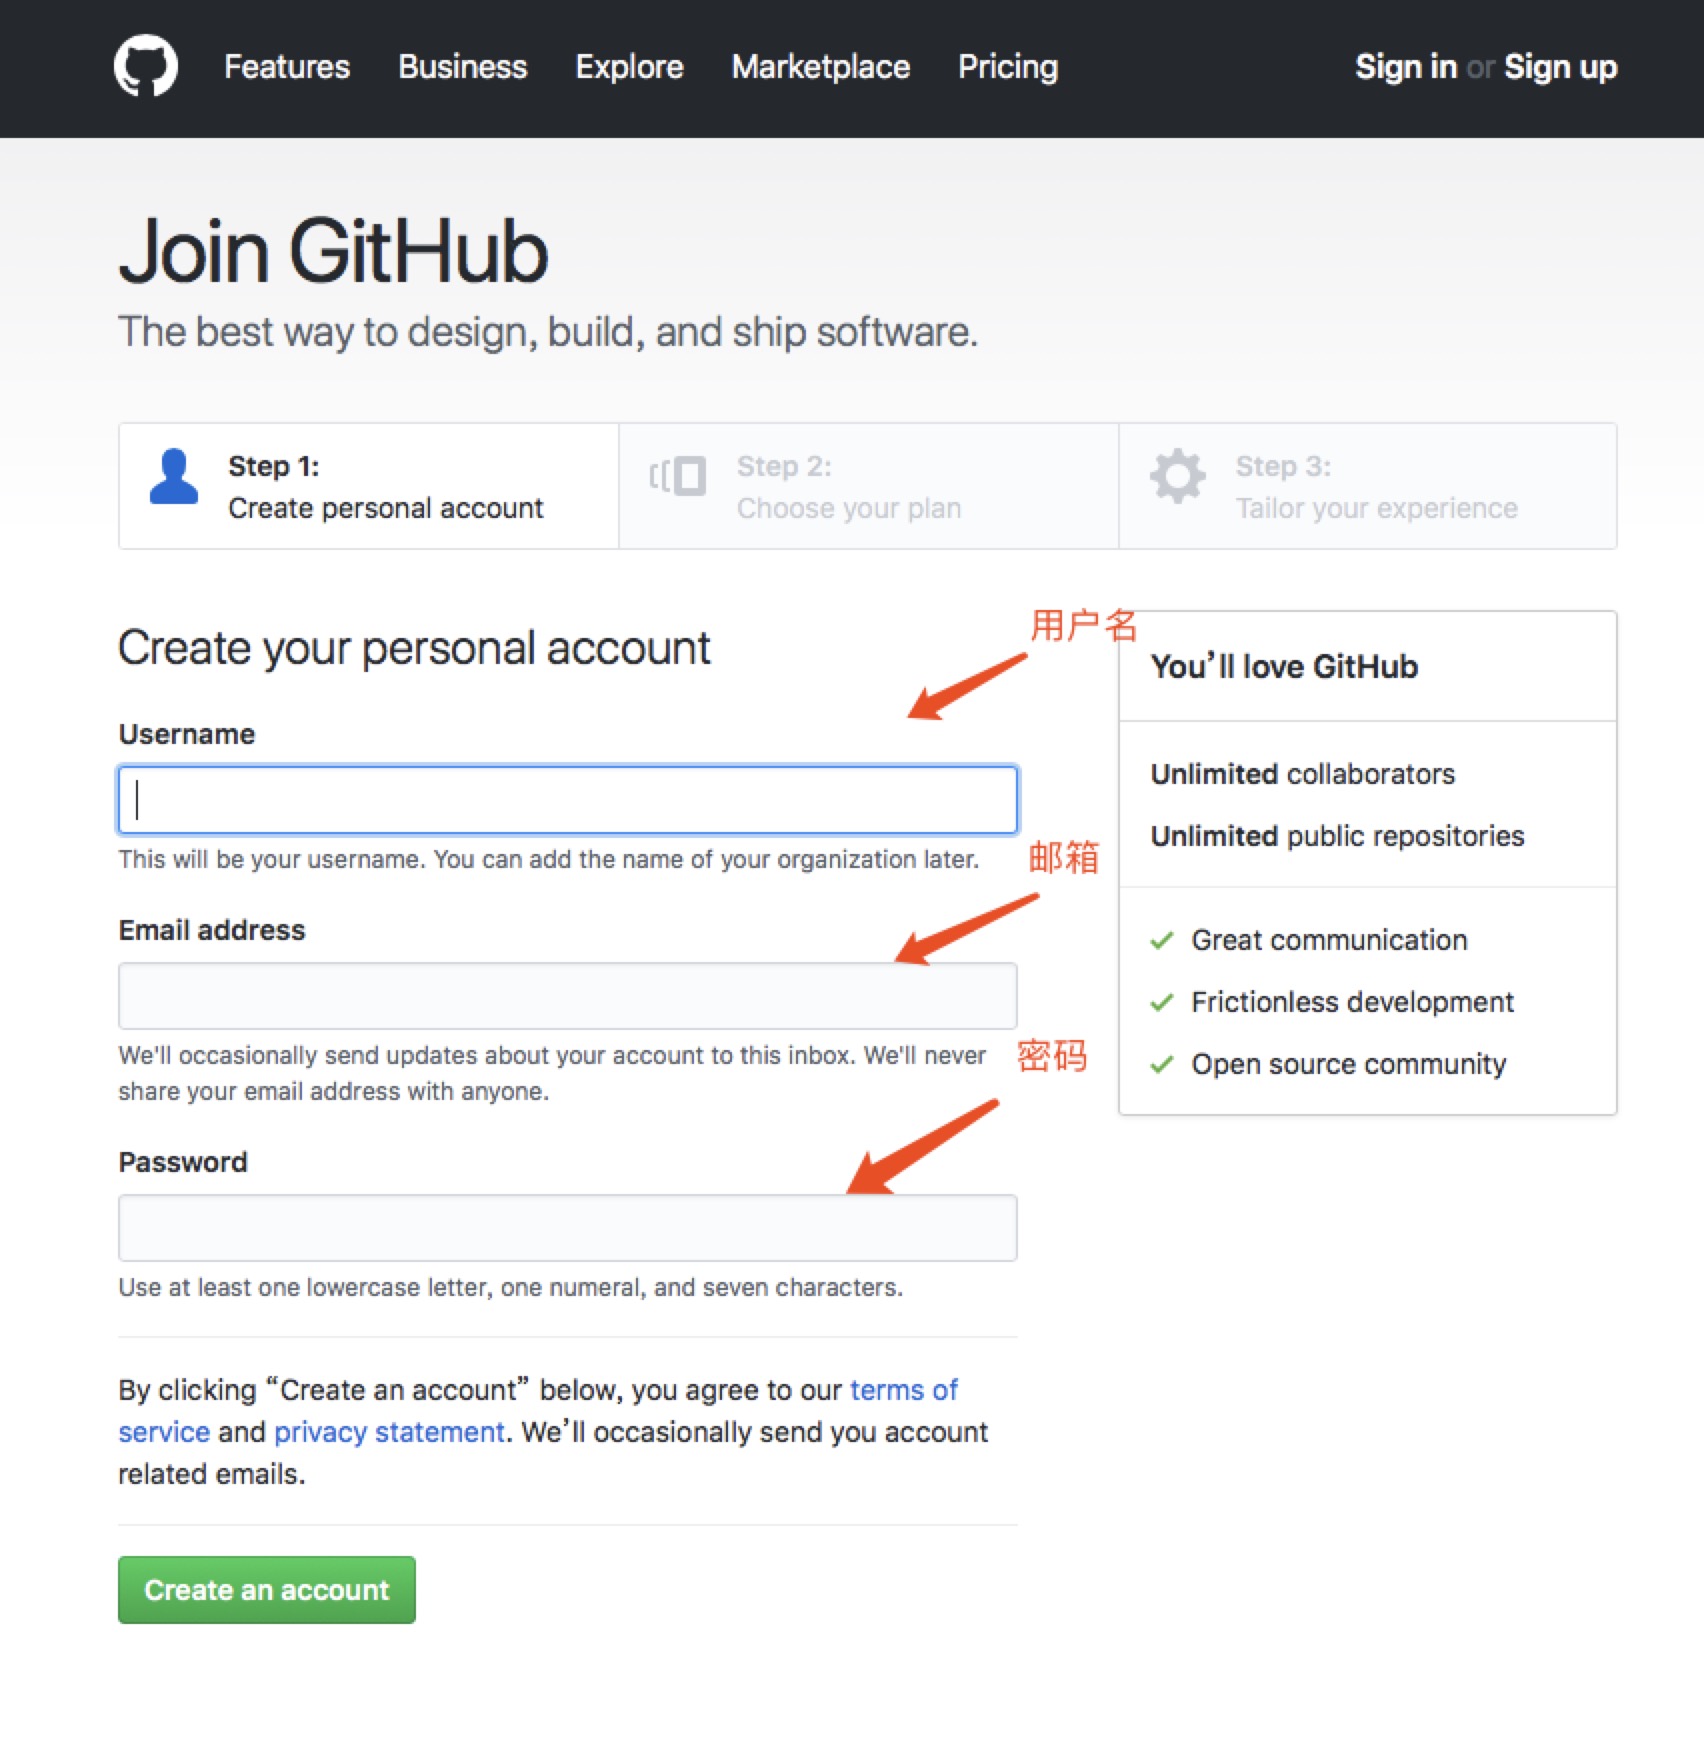 Features Business Explore Marketplace Pricing Sign in or Sign up
Join GitHub
The best way to design, build, and ship software.
Step 1:
Create personal account
Step 2:
Choose your plan
Step 3:
Tailor your experience
Create your personal account
用户名
Username
This will be your username. You can add the name of your organization later.
邮箱
Email address
We'll occasionally send updates about your account to this inbox. We'll never
share your email address with anyone.
密码
Password
Use at least one lowercase letter, one numeral, and seven characters.
By clicking “Create an account” below, you agree to our terms of
service and privacy statement. We’ll occasionally send you account
related emails.
Create an account
You’ll love GitHub
Unlimited collaborators
Unlimited public repositories
Great communication
Frictionless development
Open source community